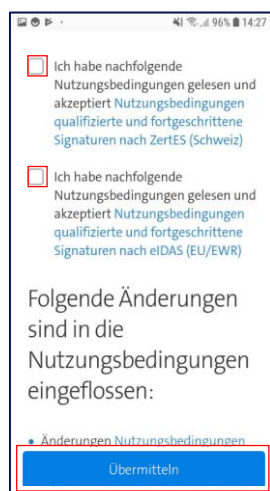 96% 14:27
Ich habe nachfolgende
Nutzungsbedingungen gelesen und
akzeptiert Nutzungsbedingungen
qualifizierte und fortgeschrittene
Signaturen nach ZertES (Schweiz)
Ich habe nachfolgende
Nutzungsbedingungen gelesen und
akzeptiert Nutzungsbedingungen
qualifizierte und fortgeschrittene
Signaturen nach eIDAS (EU/EWR)
Folgende Änderungen
sind in die
Nutzungsbedingungen
eingeflossen:
• Änderungen Nutzungsbedingungen
Übermitteln